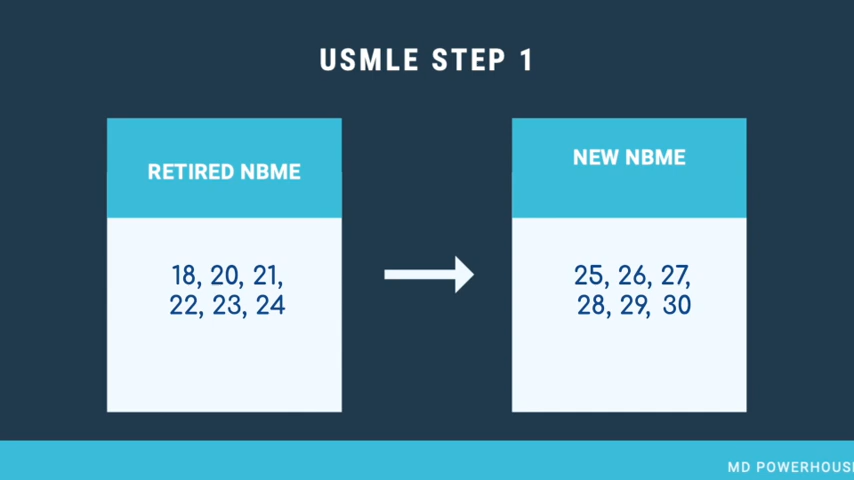 USMLE STEP 1
RETIRED NBME
18, 20, 21,
22, 23, 24
NEW NBME
25, 26, 27,
28, 29, 30
MD POWERHOUS